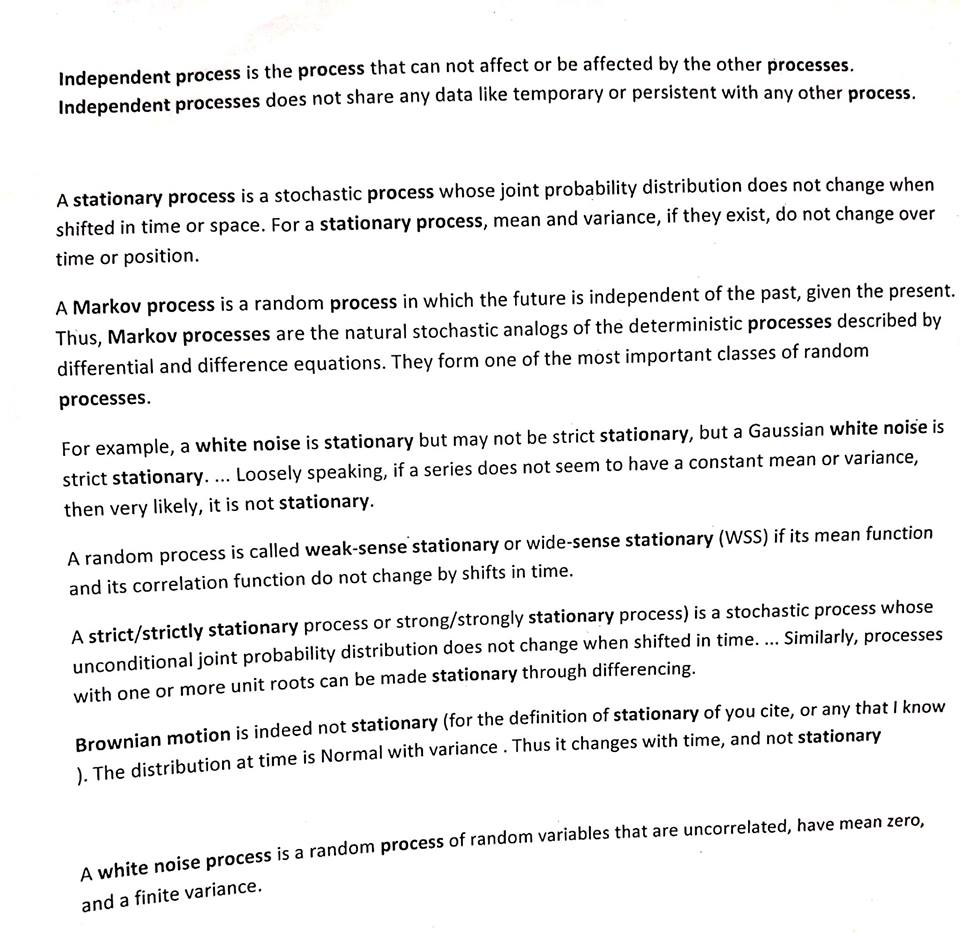 Independent process is the process that can not affect or be affected by the other processes.
Independent processes does not share any data like temporary or persistent with any other process.
A stationary process is a stochastic process whose joint probability distribution does not change when
shifted in time or space. For a stationary process, mean and variance, if they exist, do not change over
time or position.
A Markov process is a random process in which the future is independent of the past, given the present.
Thus, Markov processes are the natural stochastic analogs of the deterministic processes described by
differential and difference equations. They form one of the most important classes of random
processes.
For example, a white noise is stationary but may not be strict stationary, but a Gaussian white noise is
strict stationary. ... Loosely speaking, if a series does not seem to have a constant mean or variance,
then very likely, it is not stationary.
A random process is called weak-sense stationary or wide-sense stationary (WSS) if its mean function
and its correlation function do not change by shifts in time.
A strict/strictly stationary process or strong/strongly stationary process) is a stochastic process whose
unconditional joint probability distribution does not change when shifted in time. ... Similarly, processes
with one or more unit roots can be made stationary through differencing.
Brownian motion is indeed not stationary (for the definition of stationary of you cite, or any that I know
). The distribution at time is Normal with variance . Thus it changes with time, and not stationary
A white noise process is a random process of random variables that are uncorrelated, have mean zero,
and a finite variance.